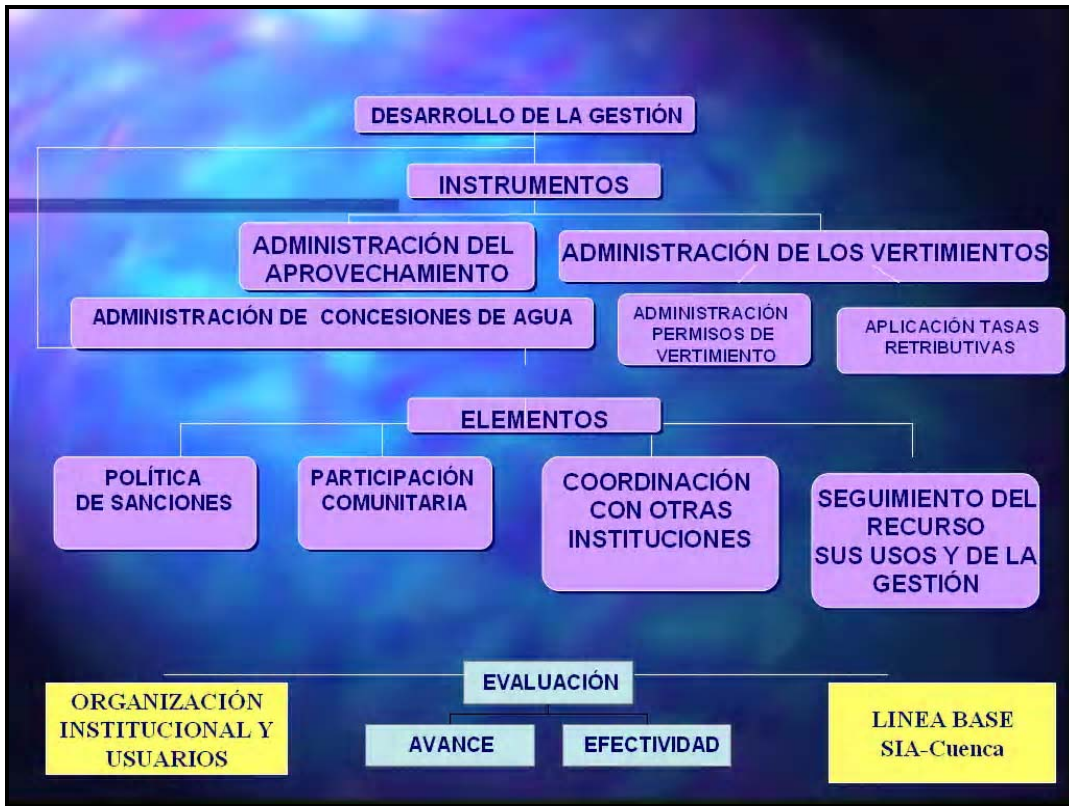 DESARROLLO DE LA GESTIÓN
INSTRUMENTOS
ADMINISTRACIÓN DEL
APROVECHAMIENTO
ADMINISTRACIÓN DE LOS VERTIMIENTOS
ADMINISTRACIÓN DE CONCESIONES DE AGUA
ADMINISTRACIÓN
PERMISOS DE
VERTIMIENTO
APLICACIÓN TASAS
RETRIBUTIVAS
ELEMENTOS
POLÍTICA
DE SANCIONES
PARTICIPACIÓN
COMUNITARIA
COORDINACIÓN
CON OTRAS
INSTITUCIONES
SEGUIMIENTO DEL
RECURSO
SUS USOS Y DE LA
GESTIÓN
EVALUACIÓN
ORGANIZACIÓN
INSTITUCIONAL Y
USUARIOS
AVANCE
EFECTIVIDAD
LINEA BASE
SIA-Cuenca